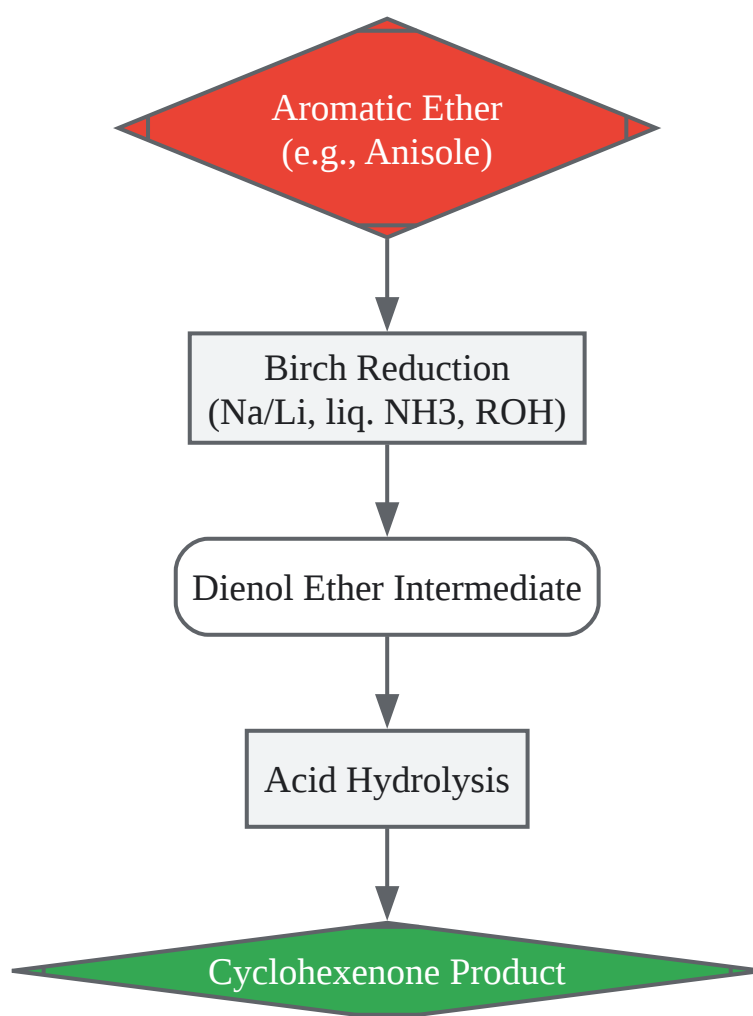 Aromatic Ether
(e.g., Anisole)
Birch Reduction
(Na/Li, liq. NH3, ROH)
Dienol Ether Intermediate
Acid Hydrolysis
Cyclohexenone Product